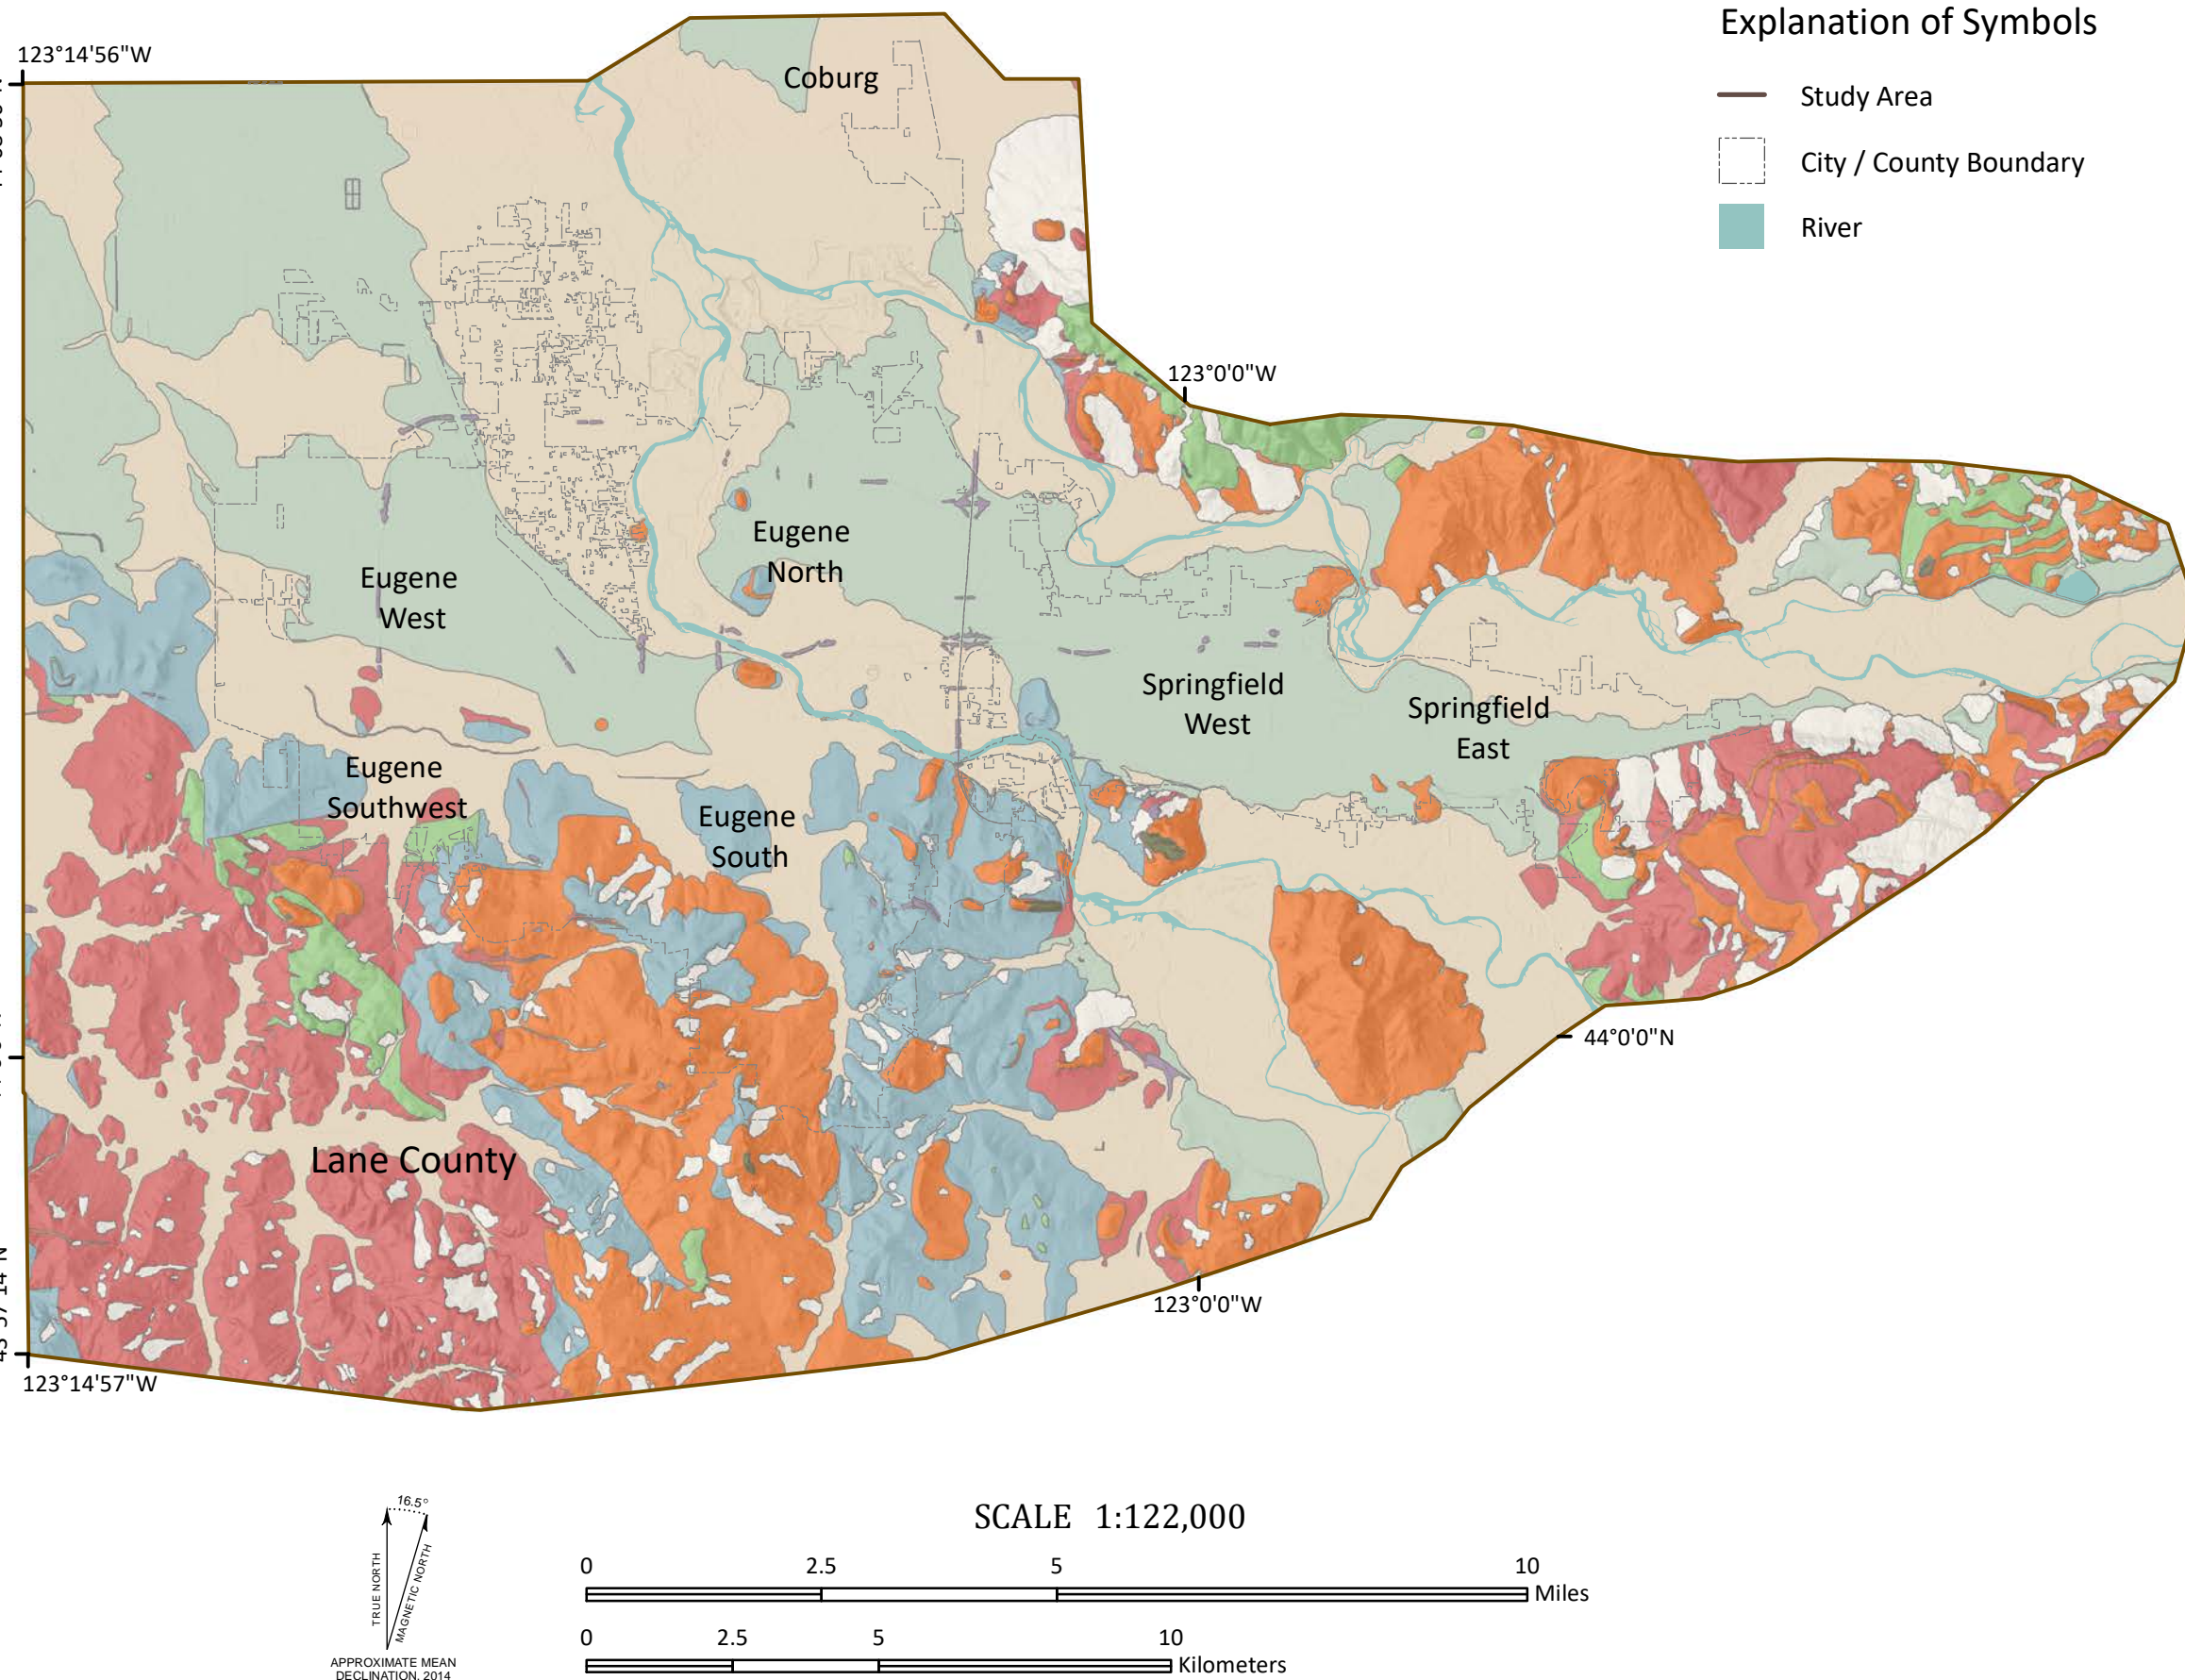 Explanation of Symbols
Study Area
City / County Boundary
River
123°14'56"W
Coburg
123°0'0"W
Eugene
North
Eugene
West
Springfield
West
Springfield
East
Eugene
Southwest
Eugene
South
44°0'0"N
Lane County
123°0'0"W
123°14'57"W
16.5°
TRUE NORTH
MAGNETIC NORTH
APPROXIMATE MEAN
DECLINATION, 2014
SCALE 1:122,000
0 2.5 5 10
Miles
0 2.5 5 10
Kilometers